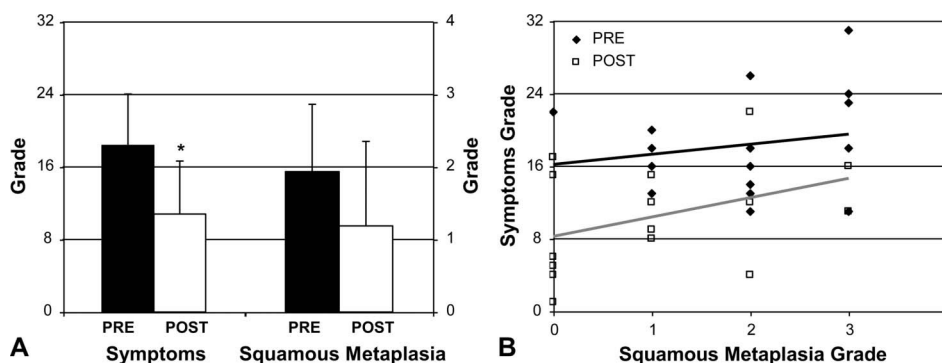 32
24
16
8
0
Grade
4
3
2
1
0
Grade
*
PRE POST PRE POST
Symptoms Squamous Metaplasia
A
32
24
16
8
0
Symptoms Grade
PRE
POST
0 1 2 3
Squamous Metaplasia Grade
B